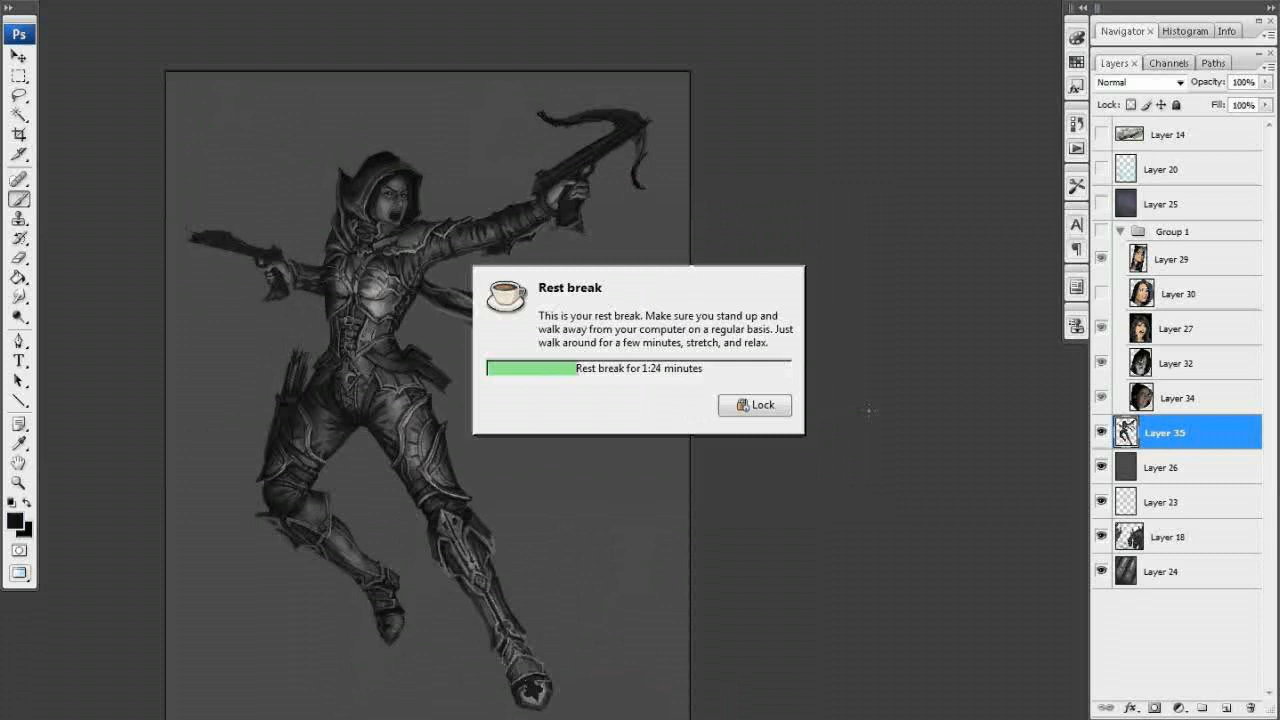 Ps
Navigator
Histogram
Info
Layers
Channels
Paths
Normal
Opacity: 100%
Lock:
Fill: 100%
Layer 14
Layer 20
Layer 25
Group 1
Layer 29
Layer 30
Layer 27
Layer 32
Layer 34
Layer 35
Layer 26
Layer 23
Layer 18
Layer 24
Rest break
This is your rest break. Make sure you stand up and
walk away from your computer on a regular basis. Just
walk around for a few minutes, stretch, and relax.
Rest break for 1:24 minutes
Lock